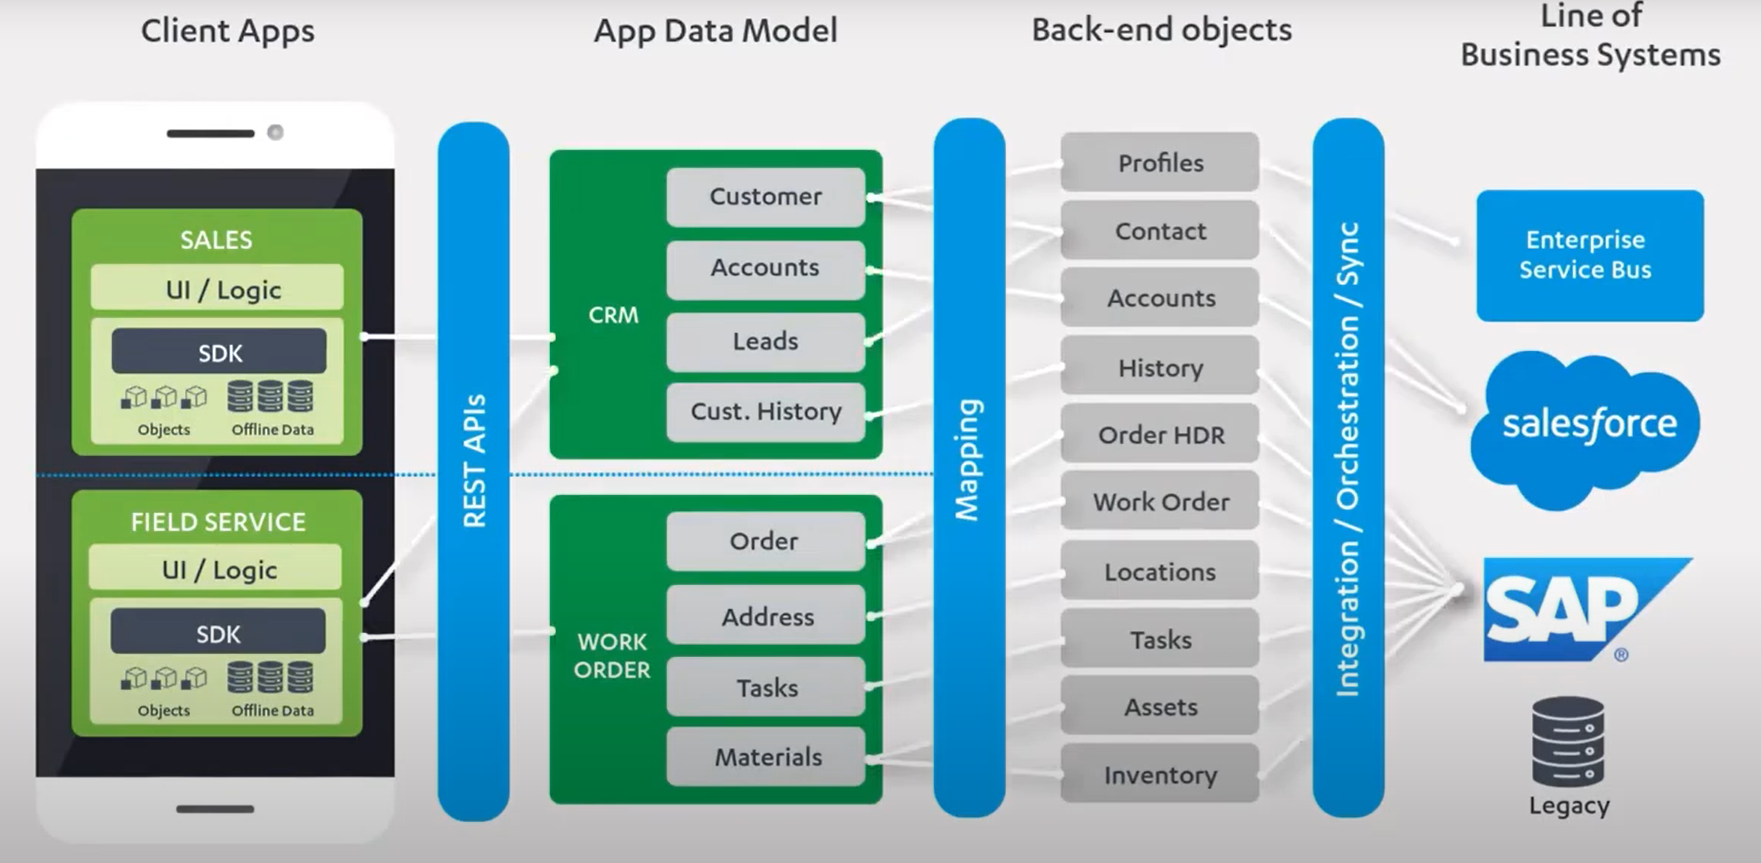 Client Apps
App Data Model
Back-end objects
Line of
Business Systems
SALES
UI / Logic
SDK
Objects
Offline Data
FIELD SERVICE
UI / Logic
SDK
Objects
Offline Data
REST APIs
CRM
Customer
Accounts
Leads
Cust. History
WORK
ORDER
Order
Address
Tasks
Materials
Mapping
Profiles
Contact
Accounts
History
Order HDR
Work Order
Locations
Tasks
Assets
Inventory
Integration / Orchestration / Sync
Enterprise
Service Bus
salesforce
SAP®
Legacy